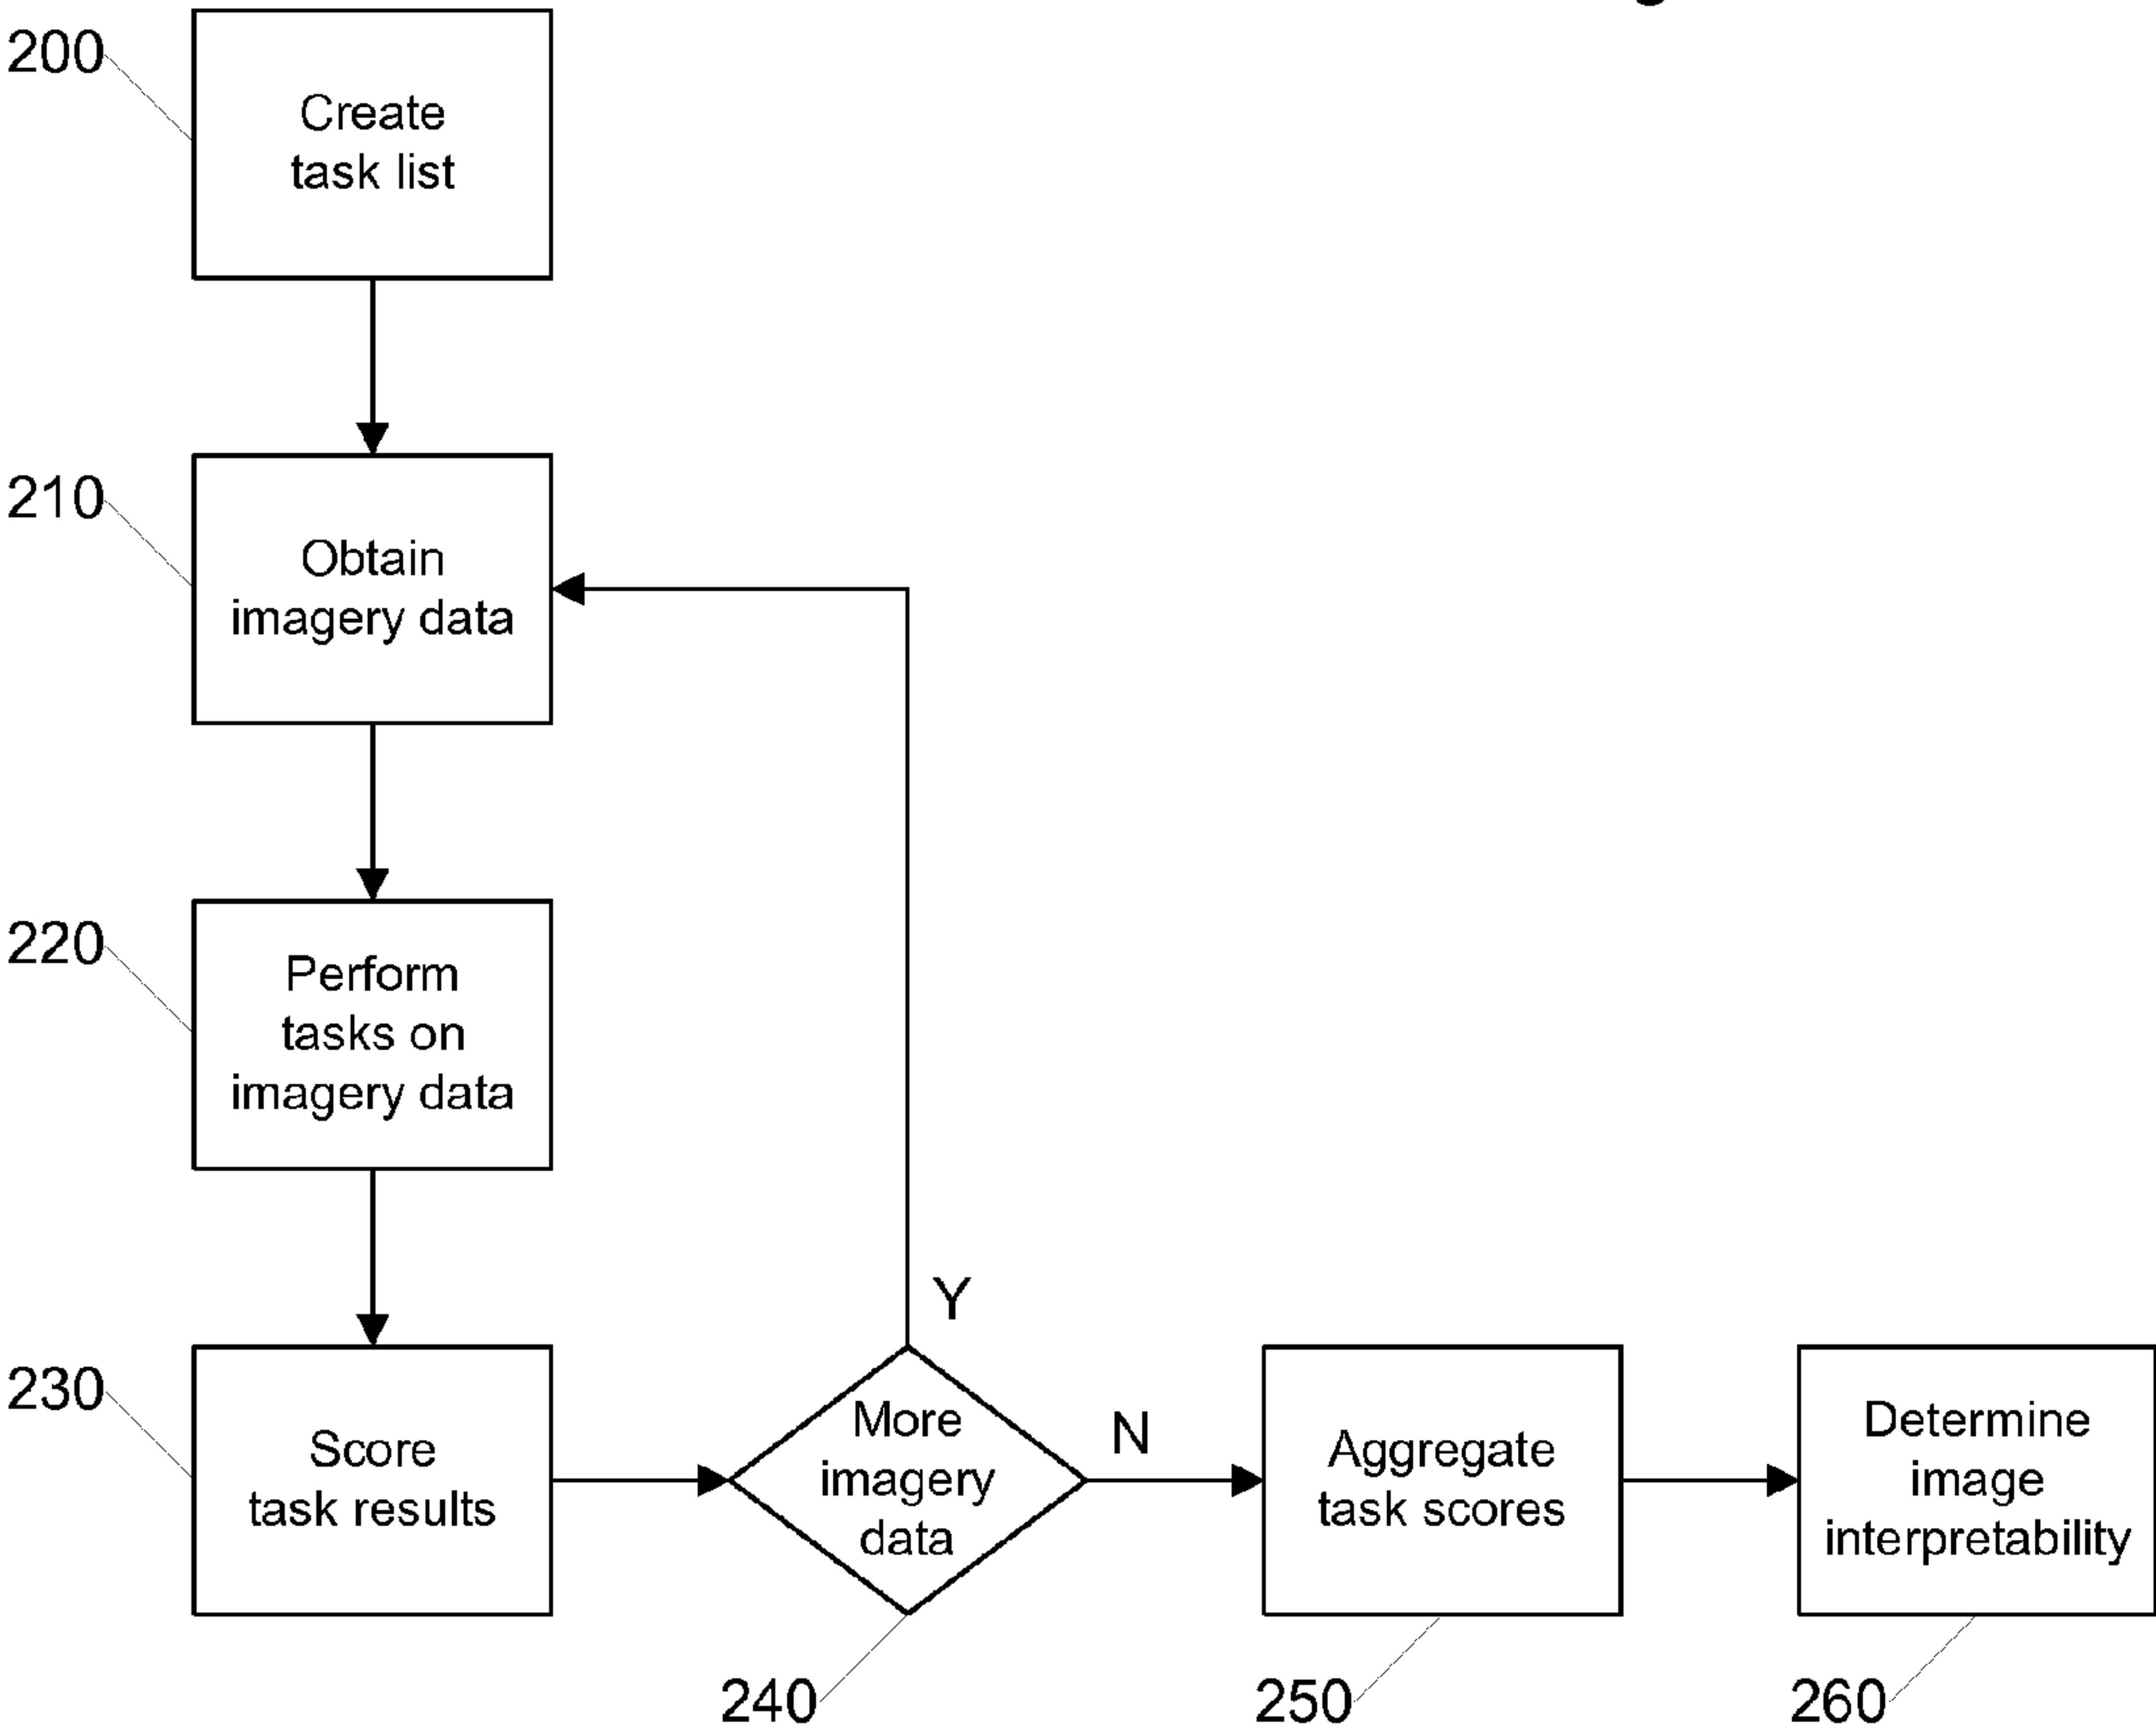 200
Create
task list
210
Obtain
imagery data
220
Perform
tasks on
imagery data
230
Score
task results
Y
More
imagery
data
N
Aggregate
task scores
Determine
image
interpretability
240
250
260